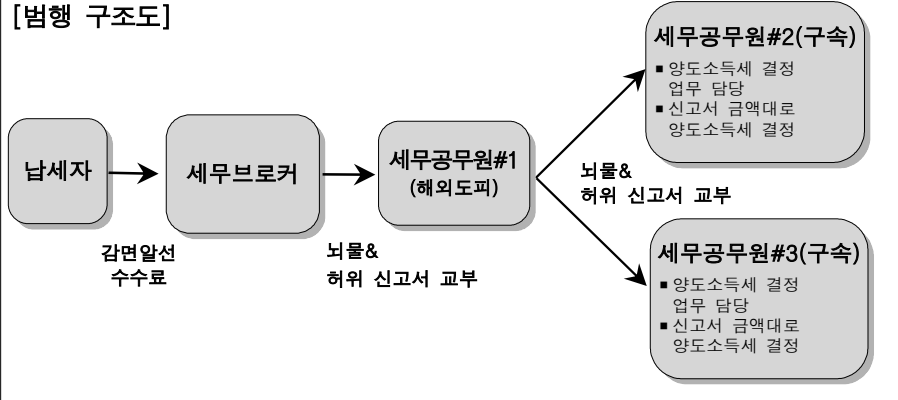 [범행 구조도]
납세자
감면알선
수수료
세무브로커
뇌물&
허위 신고서 교부
세무공무원#1
(해외도피)
뇌물&
허위 신고서 교부
세무공무원#2(구속)
▪ 양도소득세 결정
업무 담당
▪ 신고서 금액대로
양도소득세 결정
세무공무원#3(구속)
▪ 양도소득세 결정
업무 담당
▪ 신고서 금액대로
양도소득세 결정